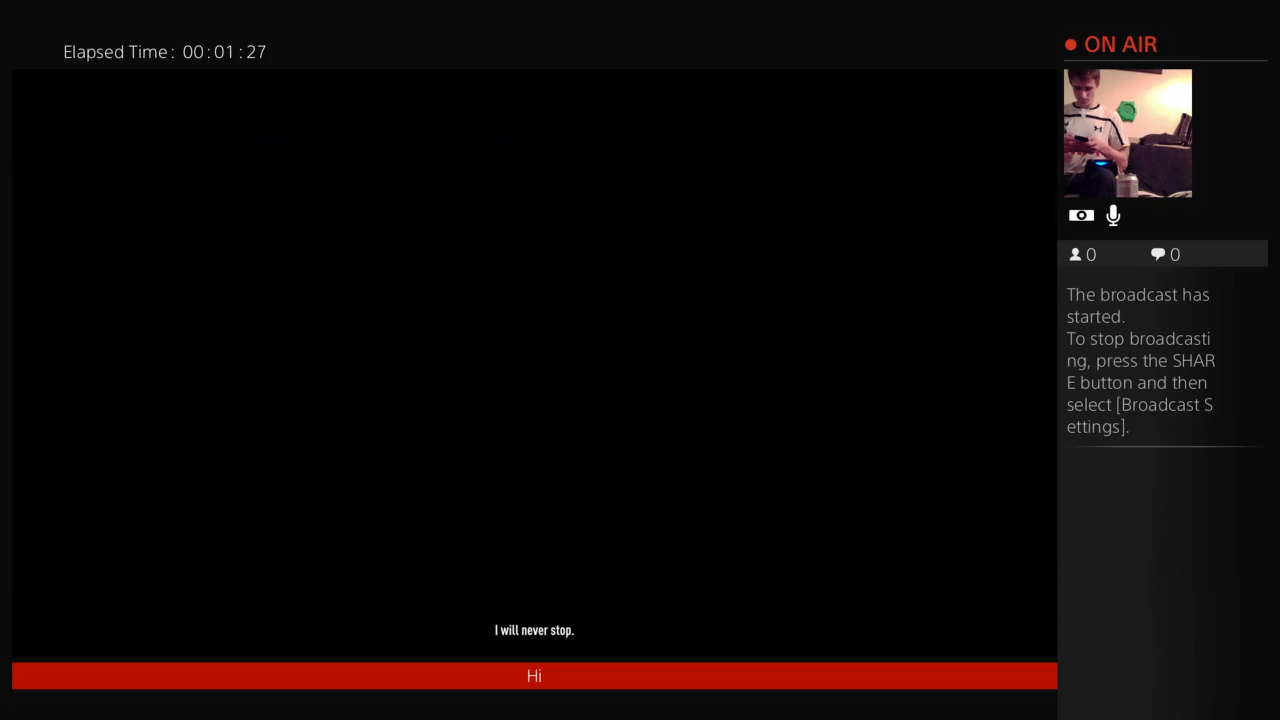 Elapsed Time: 00:01:27
ON AIR
0
0
The broadcast has
started.
To stop broadcasti
ng, press the SHAR
E button and then
select [Broadcast S
ettings].
I will never stop.
Hi